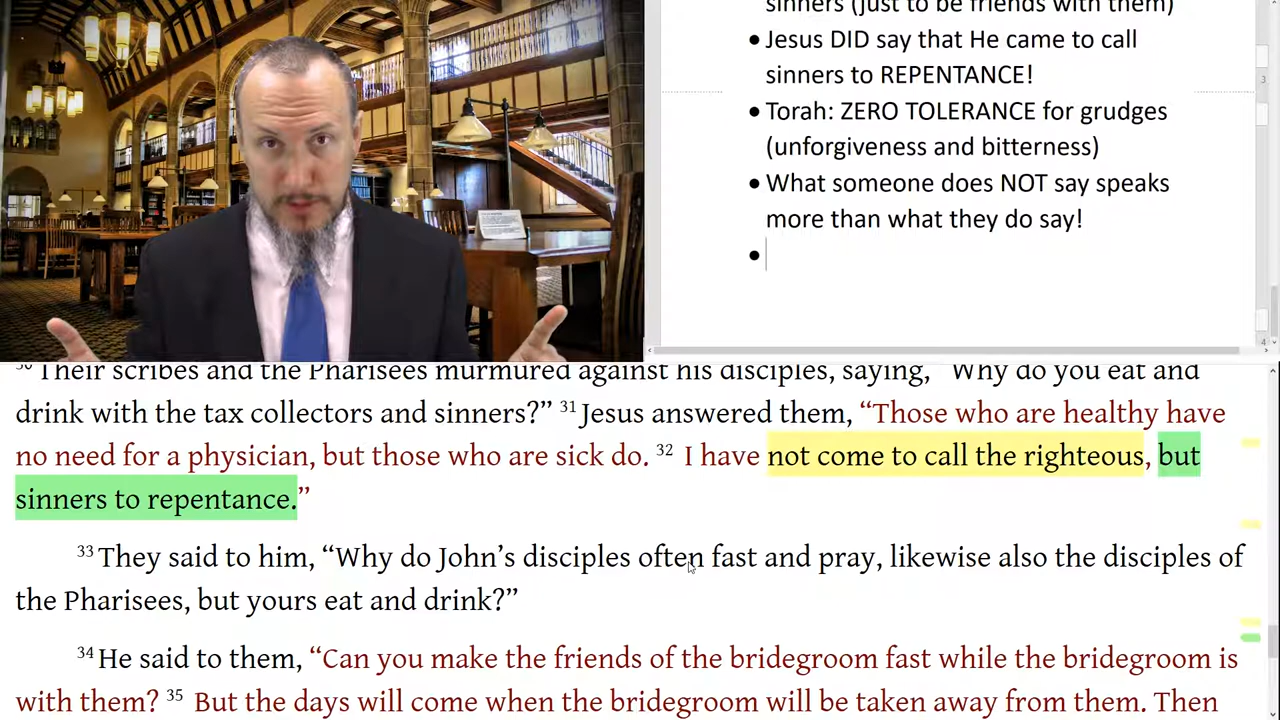 sinners (just to be friends with them)
• Jesus DID say that He came to call
sinners to REPENTANCE!
• Torah: ZERO TOLERANCE for grudges
(unforgiveness and bitterness)
• What someone does NOT say speaks
more than what they do say!
•
30 Their scribes and the Pharisees murmured against his disciples, saying, “Why do you eat and
drink with the tax collectors and sinners?” 31 Jesus answered them, “Those who are healthy have
no need for a physician, but those who are sick do. 32 I have not come to call the righteous, but
sinners to repentance.”
33 They said to him, “Why do John’s disciples often fast and pray, likewise also the disciples of
the Pharisees, but yours eat and drink?”
34 He said to them, “Can you make the friends of the bridegroom fast while the bridegroom is
with them? 35 But the days will come when the bridegroom will be taken away from them. Then
3
4